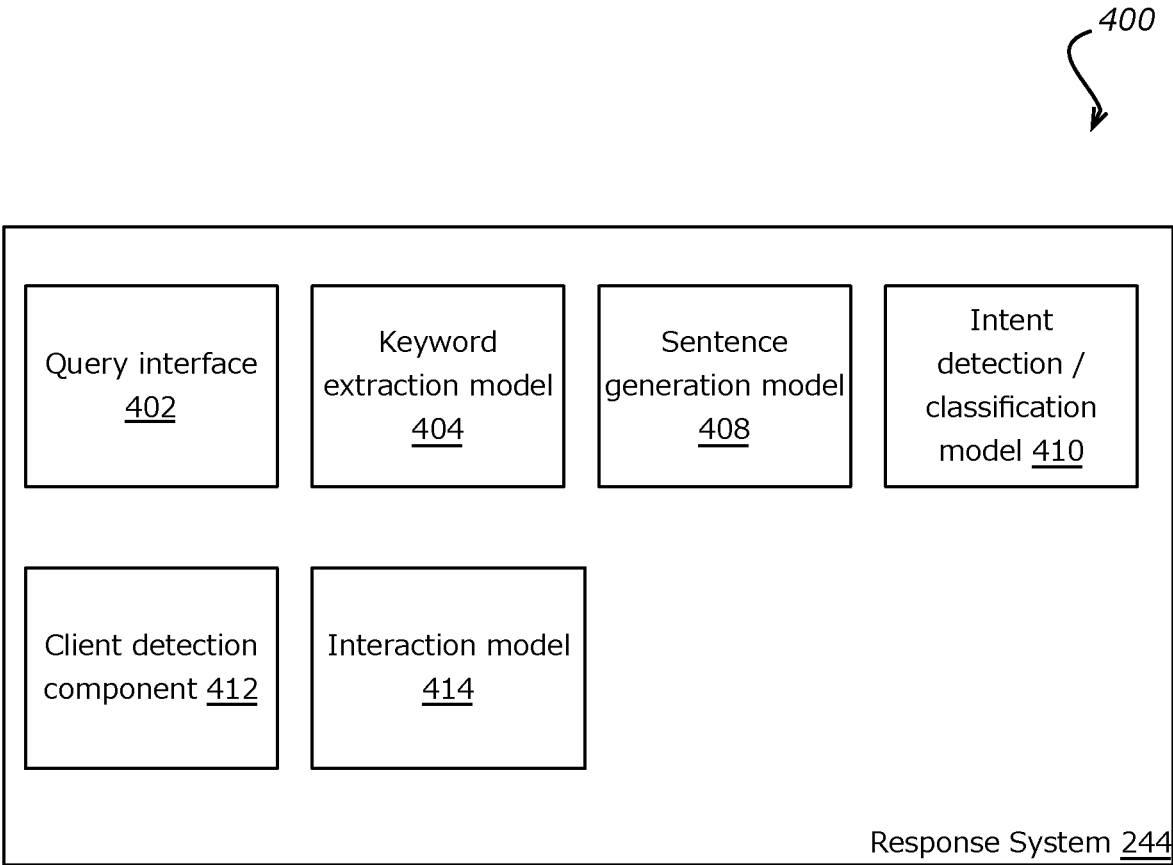 400
Query interface
402
Keyword
extraction model
404
Sentence
generation model
408
Intent
detection /
classification
model 410
Client detection
component 412
Interaction model
414
Response System 244